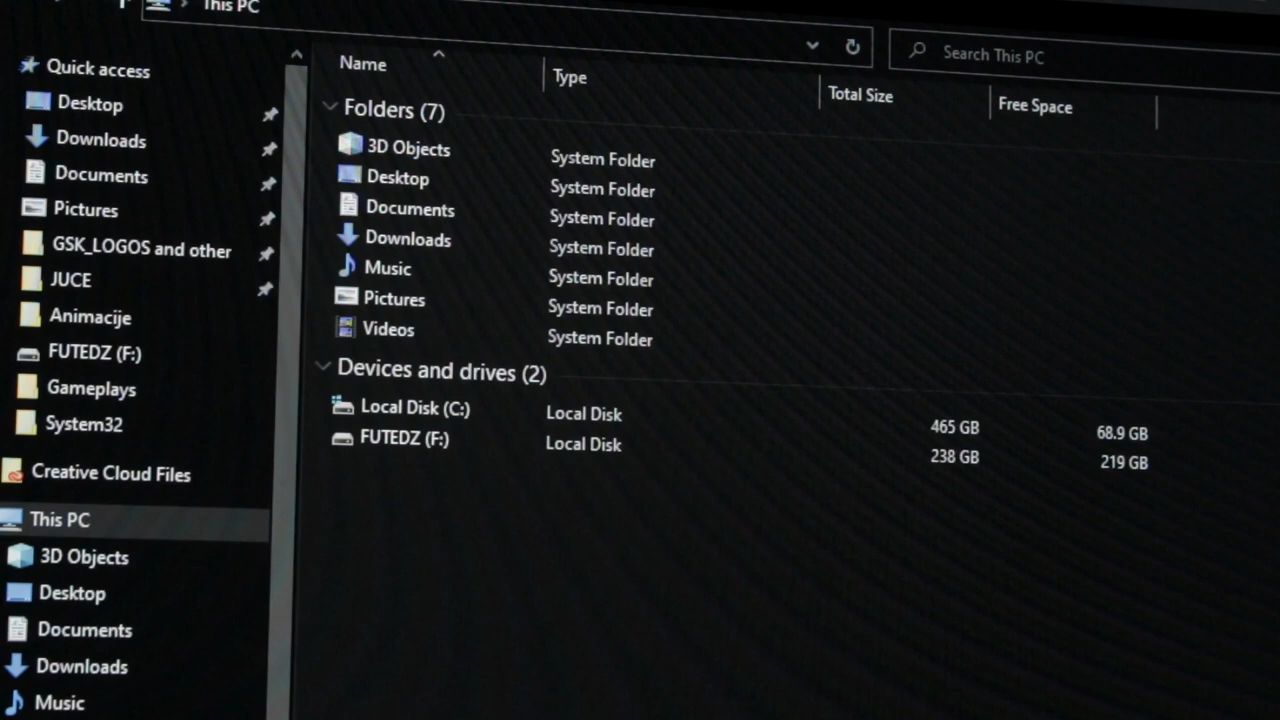 This PC
Search This PC
Quick access
Desktop
Downloads
Documents
Pictures
GSK_LOGOS and other
JUCE
Animacije
FUTEDZ (F:)
Gameplays
System32
Creative Cloud Files
This PC
3D Objects
Desktop
Documents
Downloads
Music
Name Type Total Size Free Space
Folders (7)
3D Objects System Folder
Desktop System Folder
Documents System Folder
Downloads System Folder
Music System Folder
Pictures System Folder
Videos System Folder
Devices and drives (2)
Local Disk (C:) Local Disk 465 GB 68.9 GB
FUTEDZ (F:) Local Disk 238 GB 219 GB